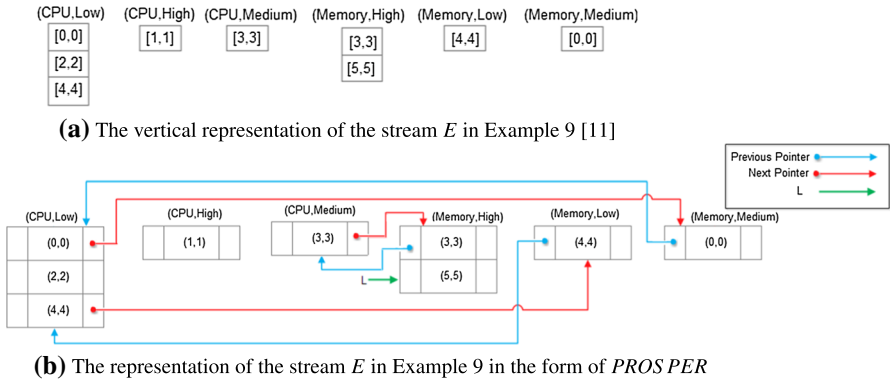 (CPU,Low) (CPU,High) (CPU,Medium) (Memory,High) (Memory,Low) (Memory,Medium)
[0,0] [1,1] [3,3] [3,3] [4,4] [0,0]
[2,2] [5,5]
[4,4]
(a) The vertical representation of the stream E in Example 9 [11]
Previous Pointer
Next Pointer
L
(CPU,Low) (CPU,High) (CPU,Medium) (Memory,High) (Memory,Low) (Memory,Medium)
(0,0) (1,1) (3,3) (3,3) (4,4) (0,0)
(2,2) L (5,5)
(4,4)
(b) The representation of the stream E in Example 9 in the form of PROSPER